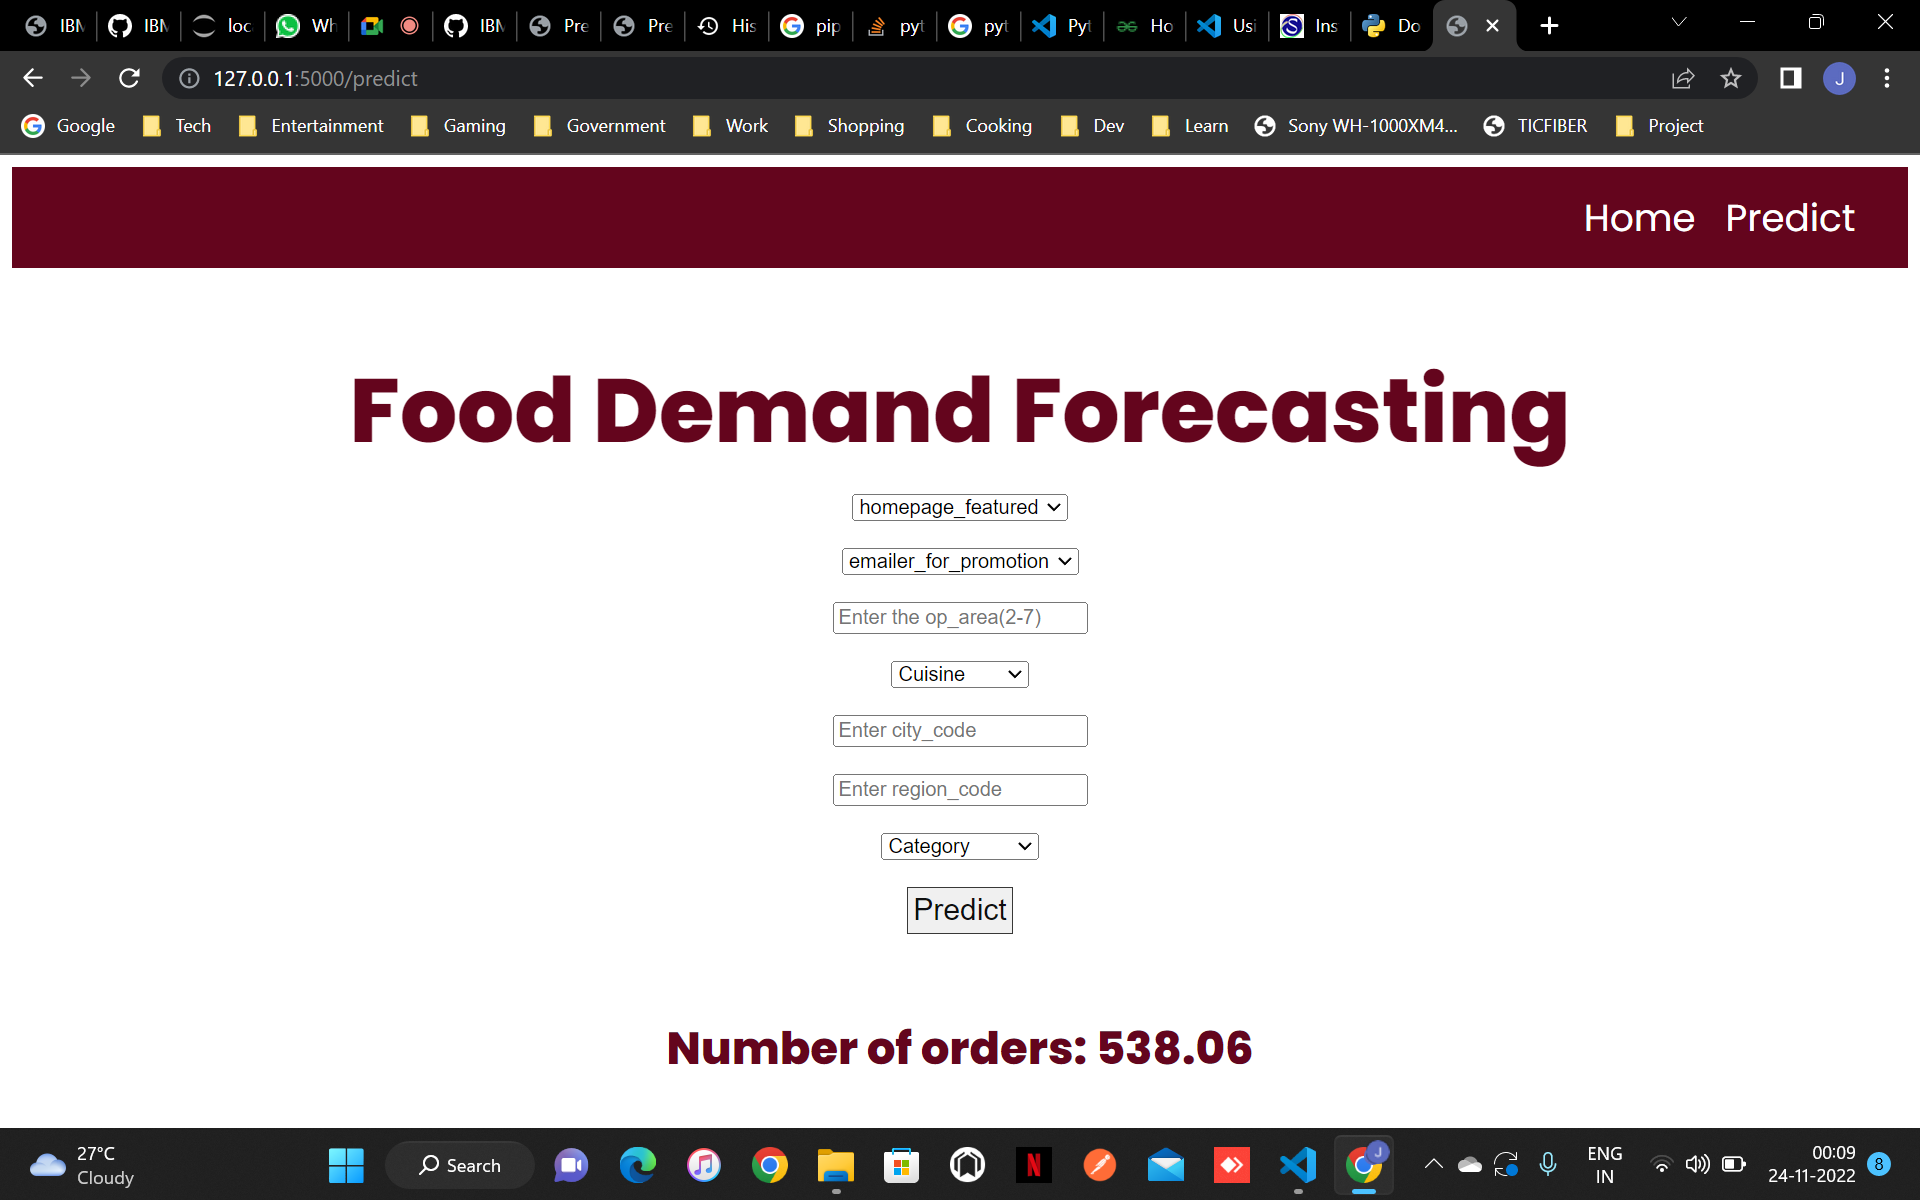 IBM IBM loc Wh IBM Pre Pre His pip pyt pyt Pyt Ho Usi Ins Do
127.0.0.1:5000/predict J
Google Tech Entertainment Gaming Government Work Shopping Cooking Dev Learn Sony WH-1000XM4... TICFIBER Project
Home Predict
Food Demand Forecasting
homepage_featured
emailer_for_promotion
Enter the op_area(2-7)
Cuisine
Enter city_code
Enter region_code
Category
Predict
Number of orders: 538.06
27°C
Cloudy
Search
N
J
ENG
IN
00:09
24-11-2022
8